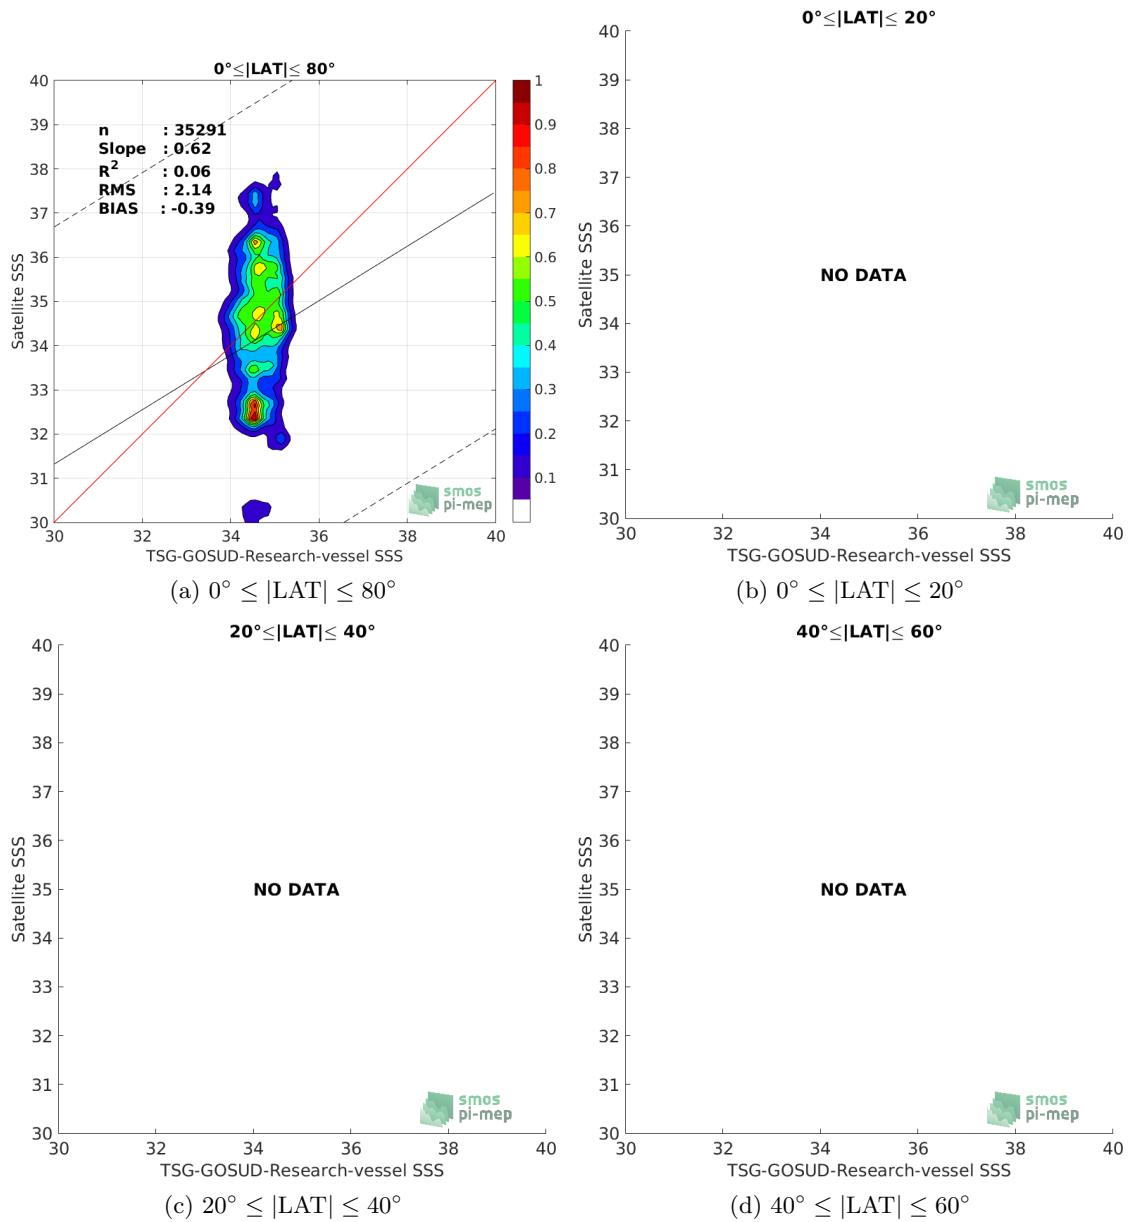 0°≤|LAT|≤ 80°
40
39
38
37
36
35
34
33
32
31
30
Satellite SSS
n : 35291
Slope : 0.62
R² : 0.06
RMS : 2.14
BIAS : -0.39
smos
pi-mep
30 32 34 36 38 40
TSG-GOSUD-Research-vessel SSS
1
0.9
0.8
0.7
0.6
0.5
0.4
0.3
0.2
0.1
(a) 0° ≤ |LAT| ≤ 80°
0°≤|LAT|≤ 20°
40
39
38
37
36
35
34
33
32
31
30
Satellite SSS
NO DATA
smos
pi-mep
30 32 34 36 38 40
TSG-GOSUD-Research-vessel SSS
(b) 0° ≤ |LAT| ≤ 20°
20°≤|LAT|≤ 40°
40
39
38
37
36
35
34
33
32
31
30
Satellite SSS
NO DATA
smos
pi-mep
30 32 34 36 38 40
TSG-GOSUD-Research-vessel SSS
(c) 20° ≤ |LAT| ≤ 40°
40°≤|LAT|≤ 60°
40
39
38
37
36
35
34
33
32
31
30
Satellite SSS
NO DATA
smos
pi-mep
30 32 34 36 38 40
TSG-GOSUD-Research-vessel SSS
(d) 40° ≤ |LAT| ≤ 60°